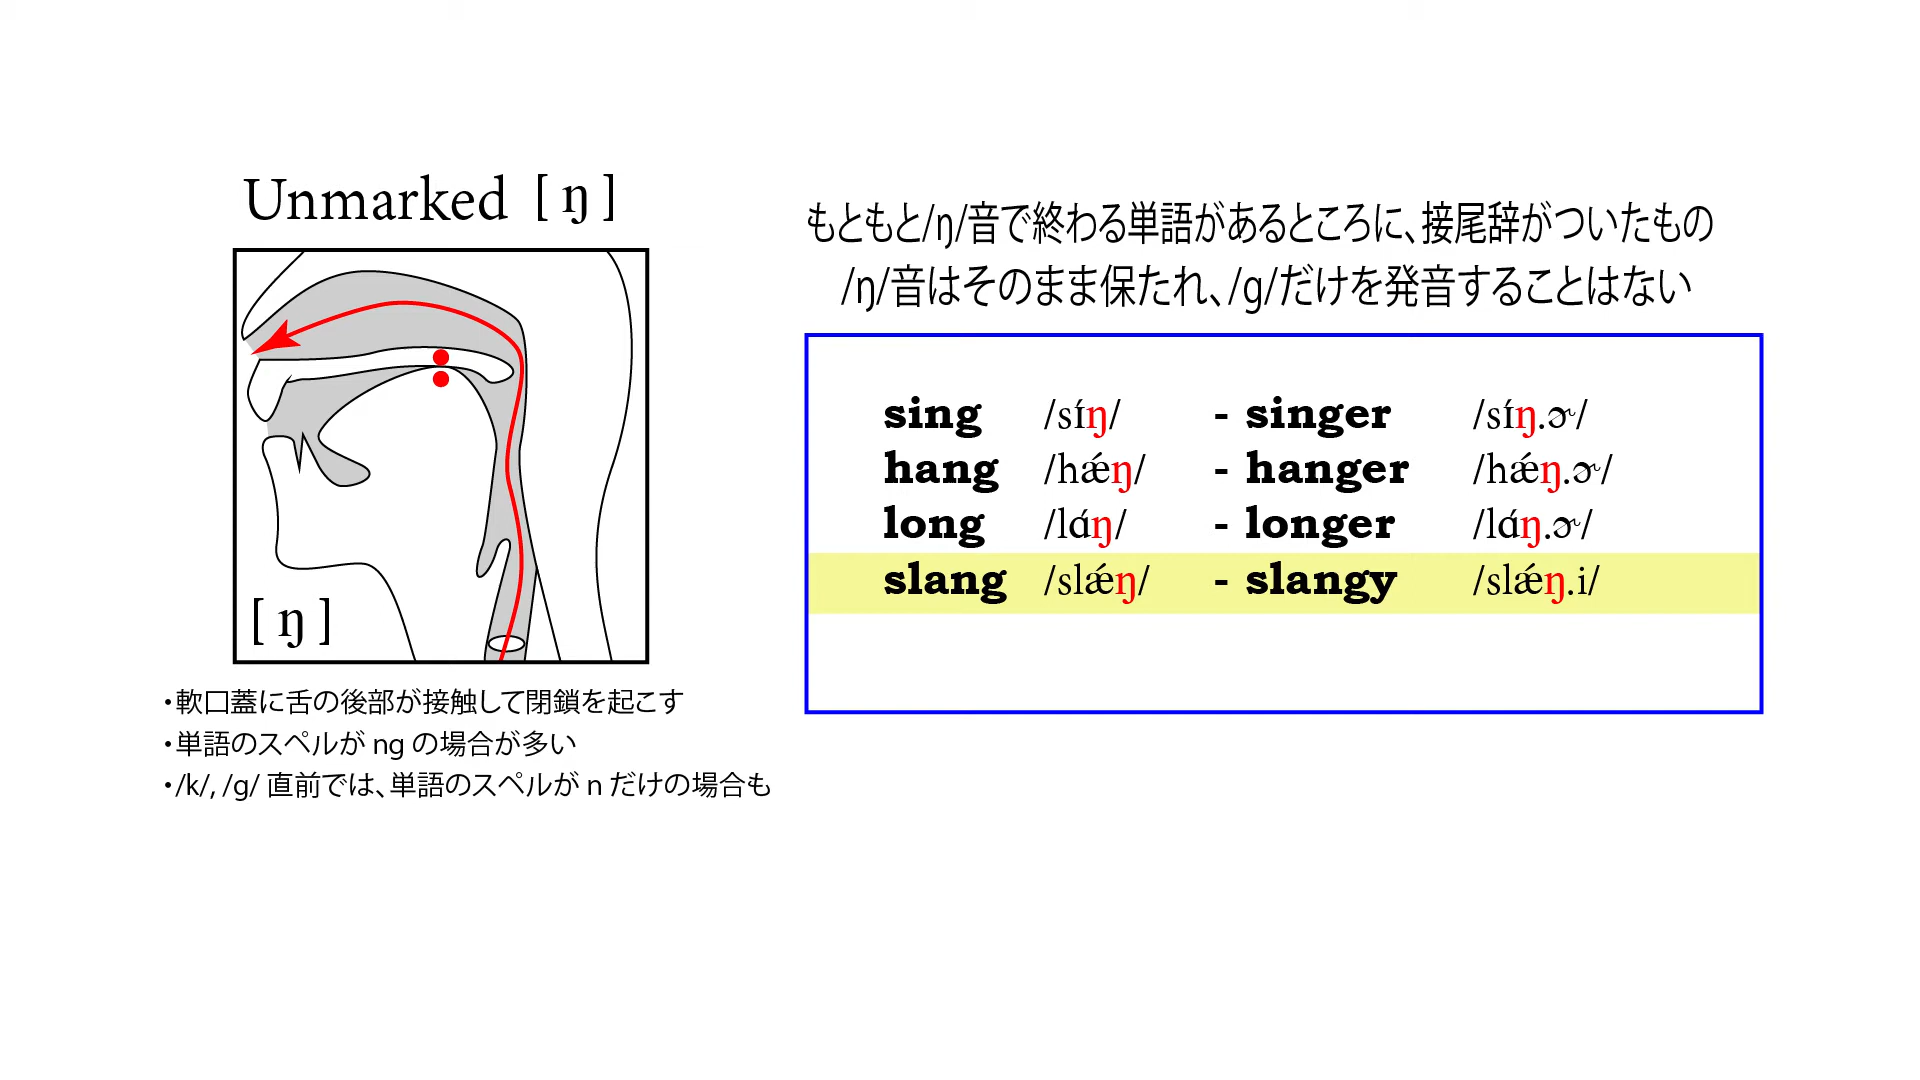 Unmarked [ ŋ ]
[ ŋ ]
・軟口蓋に舌の後部が接触して閉鎖を起こす
・単語のスペルが ng の場合が多い
・/k/, /g/ 直前では、単語のスペルが n だけの場合も
もともと/ŋ/音で終わる単語があるところに、接尾辞がついたもの
/ŋ/音はそのまま保たれ、/g/だけを発音することはない
sing /síŋ/ - singer /síŋ.ɚ/
hang /hǽŋ/ - hanger /hǽŋ.ɚ/
long /lɑ́ŋ/ - longer /lɑ́ŋ.ɚ/
slang /slǽŋ/ - slangy /slǽŋ.i/